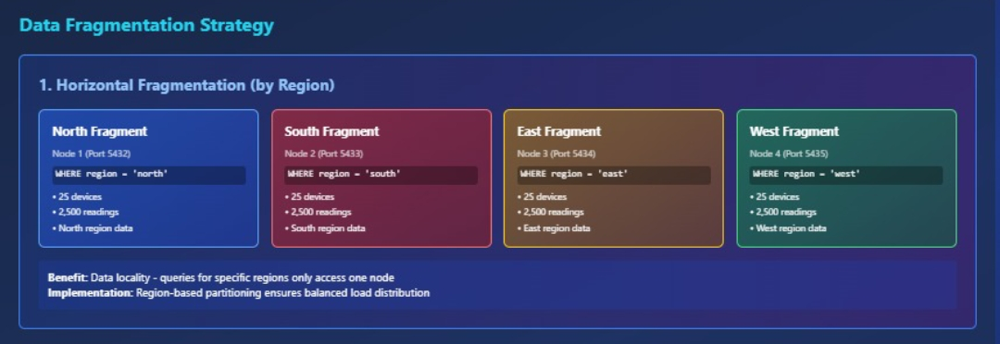 Data Fragmentation Strategy
1. Horizontal Fragmentation (by Region)
North Fragment
Node 1 (Port 5432)
WHERE region = 'north'
• 25 devices
• 2,500 readings
• North region data
South Fragment
Node 2 (Port 5433)
WHERE region = 'south'
• 25 devices
• 2,500 readings
• South region data
East Fragment
Node 3 (Port 5434)
WHERE region = 'east'
• 25 devices
• 2,500 readings
• East region data
West Fragment
Node 4 (Port 5435)
WHERE region = 'west'
• 25 devices
• 2,500 readings
• West region data
Benefit: Data locality - queries for specific regions only access one node
Implementation: Region-based partitioning ensures balanced load distribution